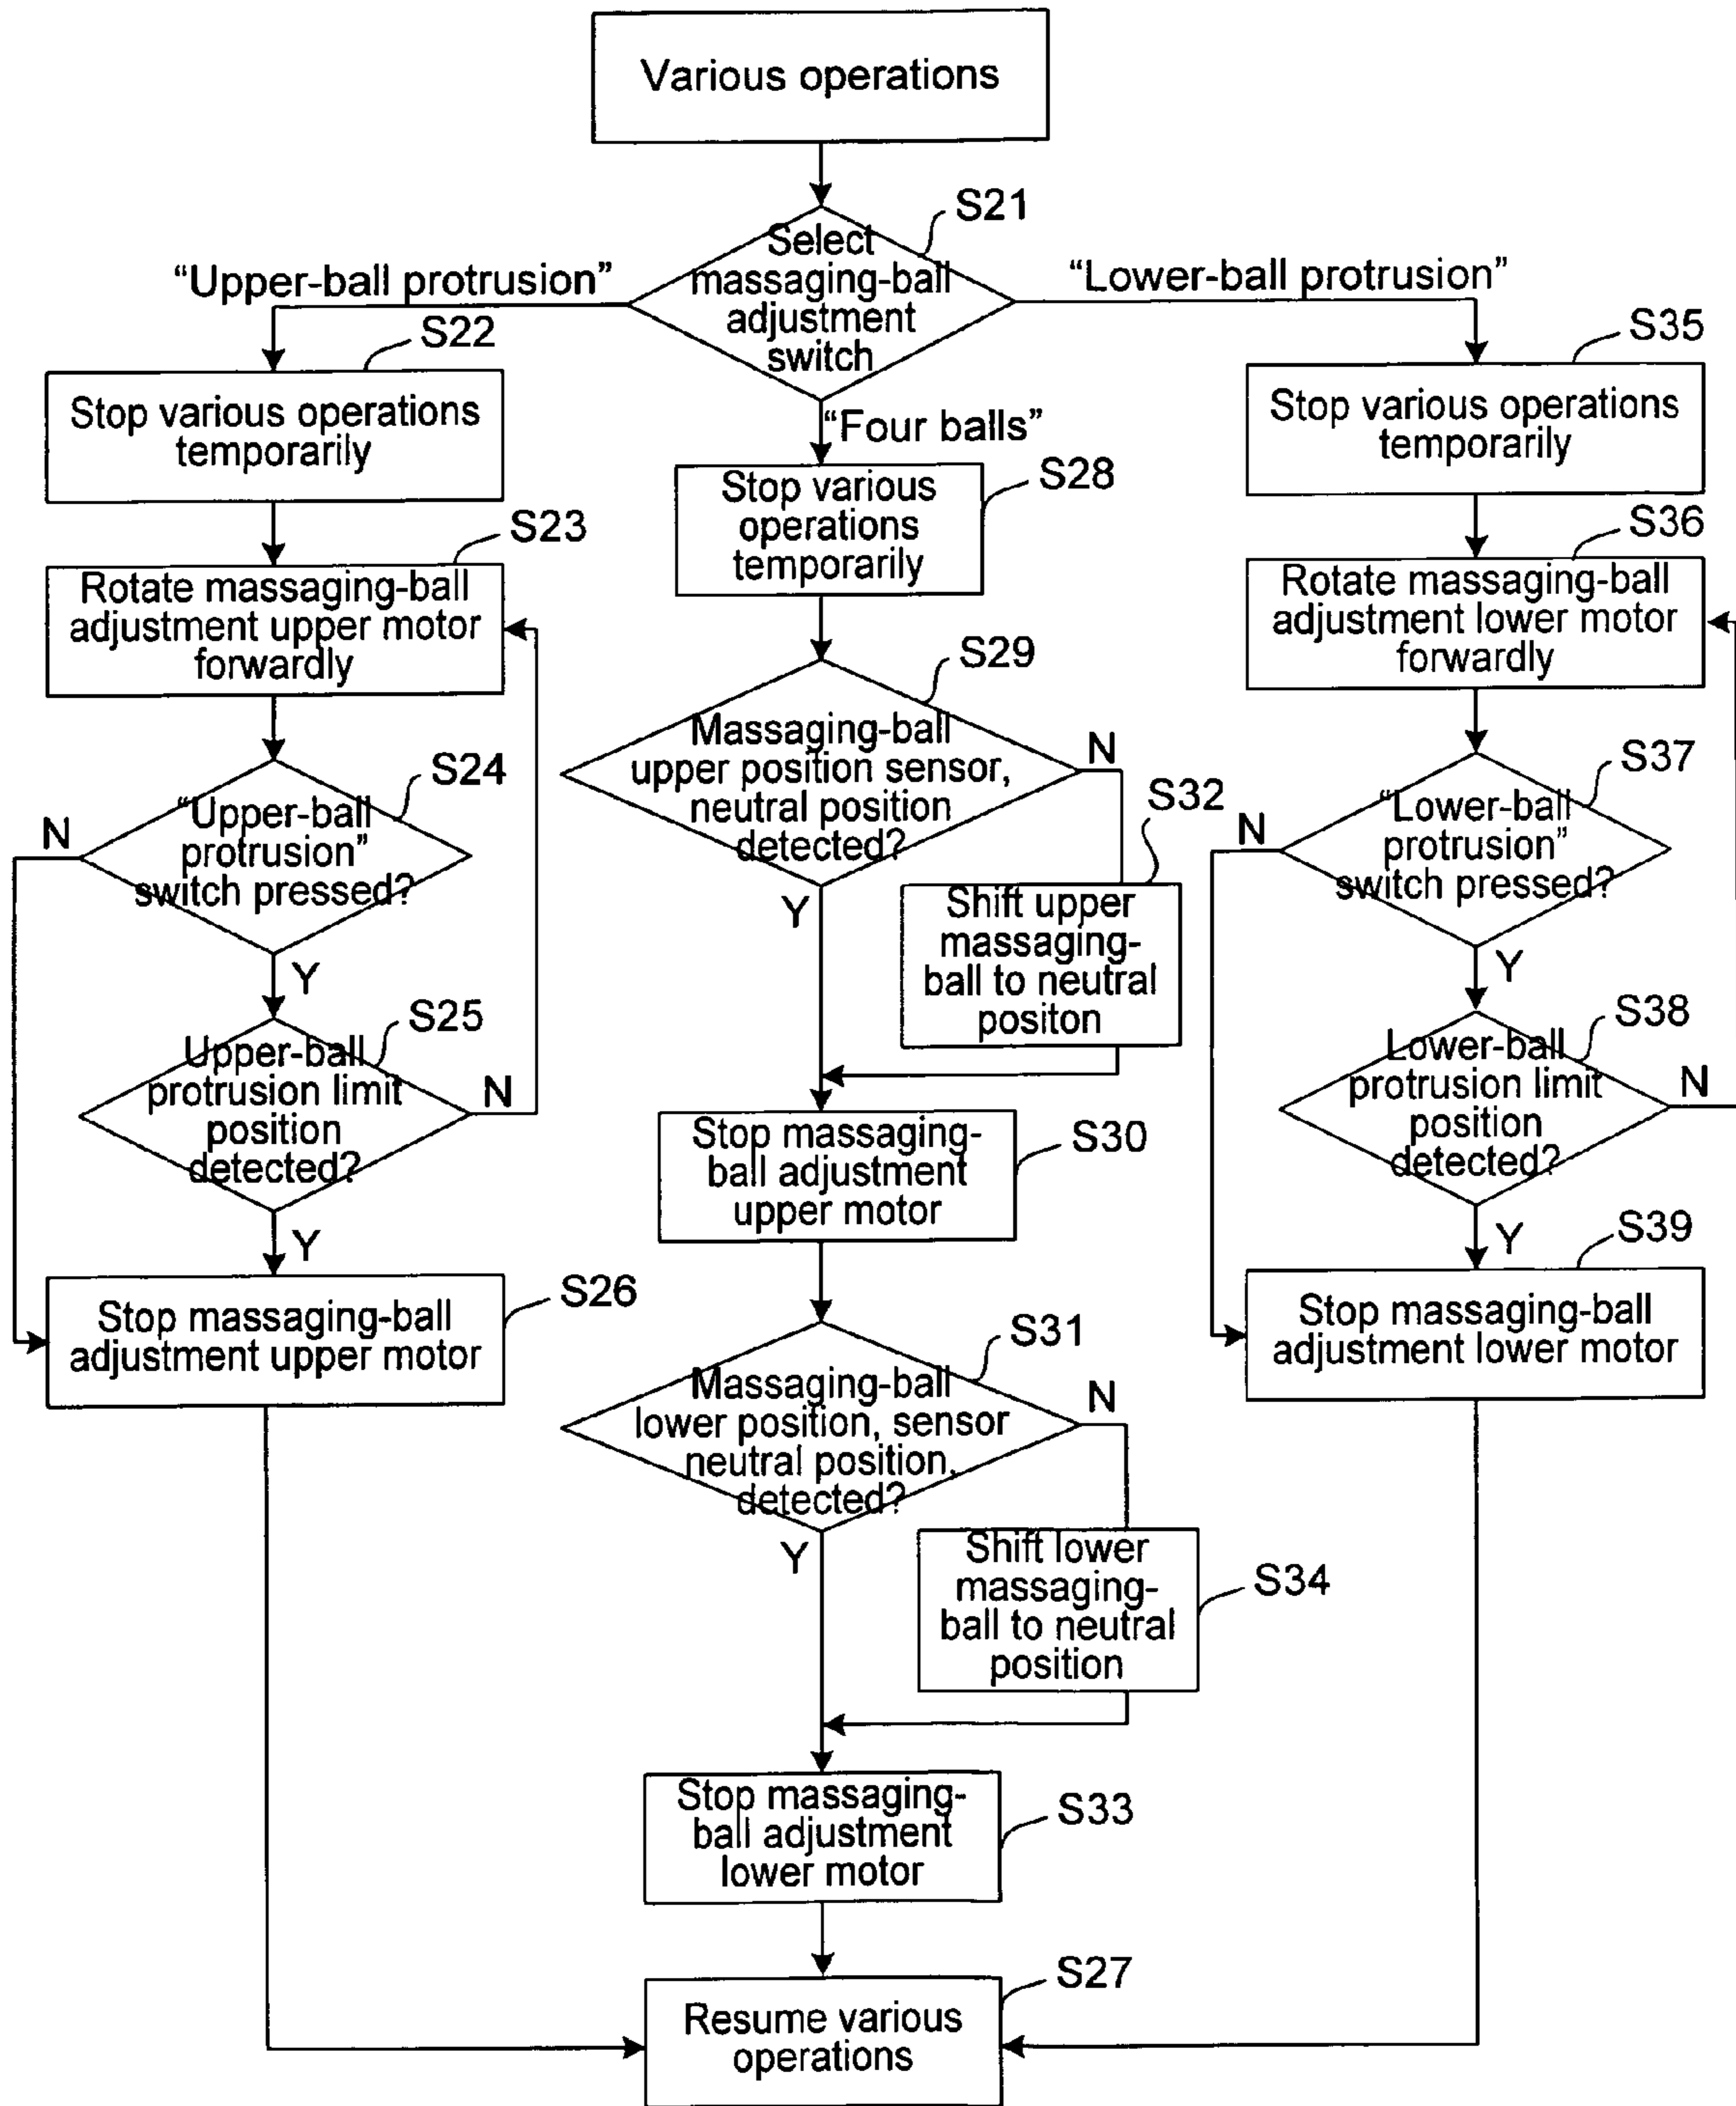 Various operations
S21
Select
massaging-ball
adjustment
switch
“Upper-ball protrusion”
“Lower-ball protrusion”
“Four balls”
S22
Stop various operations
temporarily
S23
Rotate massaging-ball
adjustment upper motor
forwardly
S24
“Upper-ball
protrusion”
switch pressed?
N
Y
S25
Upper-ball
protrusion limit
position
detected?
N
Y
S26
Stop massaging-ball
adjustment upper motor
S28
Stop various
operations
temporarily
S29
Massaging-ball
upper position sensor,
neutral position
detected?
N
Y
S32
Shift upper
massaging-
ball to neutral
positon
S30
Stop massaging-
ball adjustment
upper motor
S31
Massaging-ball
lower position, sensor
neutral position,
detected?
N
Y
S34
Shift lower
massaging-
ball to neutral
position
S33
Stop massaging-
ball adjustment
lower motor
S35
Stop various operations
temporarily
S36
Rotate massaging-ball
adjustment lower motor
forwardly
S37
“Lower-ball
protrusion”
switch pressed?
N
Y
S38
Lower-ball
protrusion limit
position
detected?
N
Y
S39
Stop massaging-ball
adjustment lower motor
S27
Resume various
operations